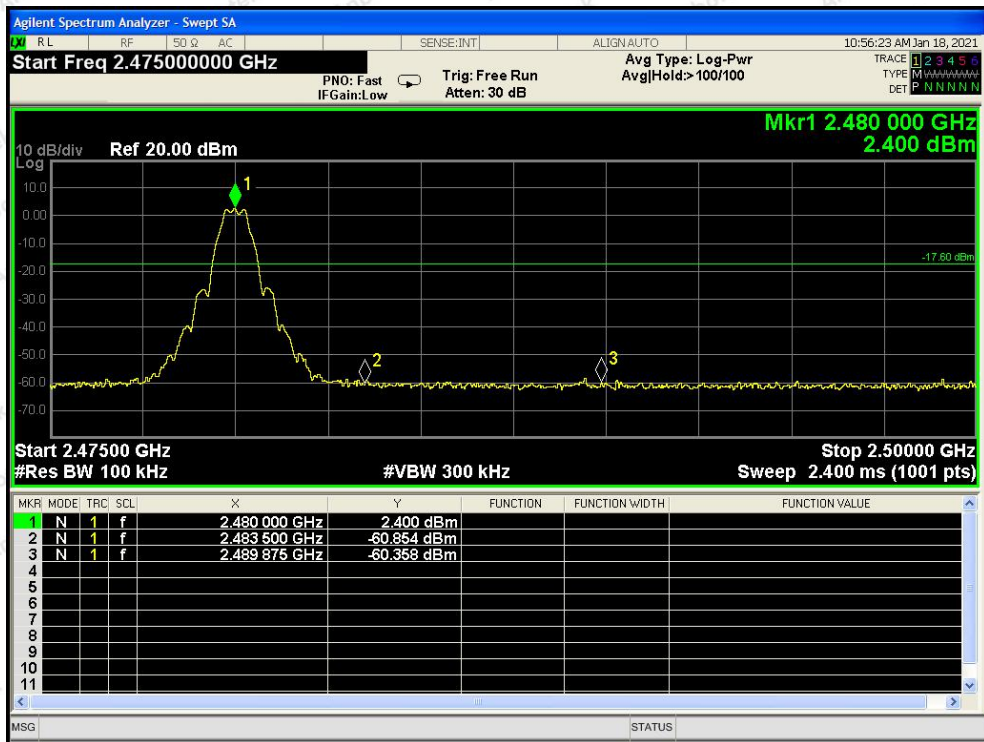 Agilent Spectrum Analyzer - Swept SA
LXI RL RF 50 Ω AC SENSE:INT ALIGN AUTO 10:56:23 AM Jan 18, 2021
Start Freq 2.475000000 GHz Avg Type: Log-Pwr TRACE 1 2 3 4 5 6
PNO: Fast Trig: Free Run Avg|Hold:> 100/100 TYPE M WWWWW
IFGain:Low Atten: 30 dB DET P N N N N N
Mkr1 2.480 000 GHz
10 dB/div Ref 20.00 dBm 2.400 dBm
Log
10.0
1
0.00
-10.0
-17.60 dBm
-20.0
-30.0
-40.0
-50.0
2 3
-60.0
-70.0
Start 2.47500 GHz Stop 2.50000 GHz
#Res BW 100 kHz #VBW 300 kHz Sweep 2.400 ms (1001 pts)
MKR MODE TRC SCL X Y FUNCTION FUNCTION WIDTH FUNCTION VALUE
1 N 1 f 2.480 000 GHz 2.400 dBm
2 N 1 f 2.483 500 GHz -60.854 dBm
3 N 1 f 2.489 875 GHz -60.358 dBm
4
5
6
7
8
9
10
11
MSG STATUS